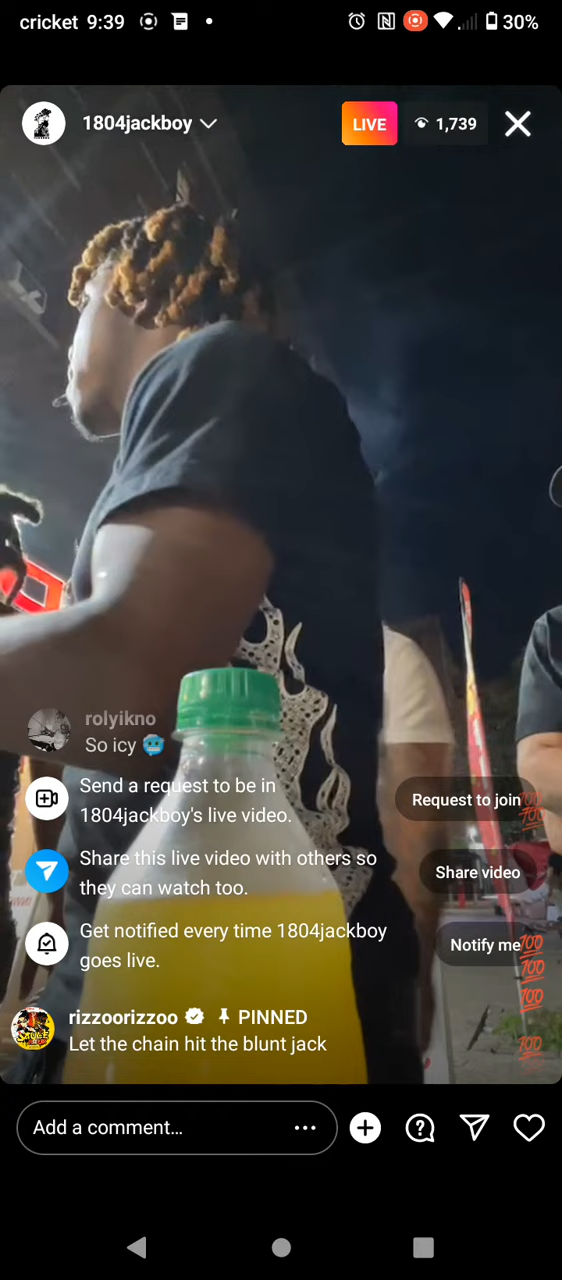 cricket 9:39 30%
1804jackboy LIVE 1,739
rolyikno
So icy 🥶
Send a request to be in
1804jackboy's live video.
Request to join
Share this live video with others so
they can watch too.
Share video
Get notified every time 1804jackboy
goes live.
Notify me
rizzoorizzoo PINNED
Let the chain hit the blunt jack
Add a comment…
💯
💯
💯
💯
💯
💯